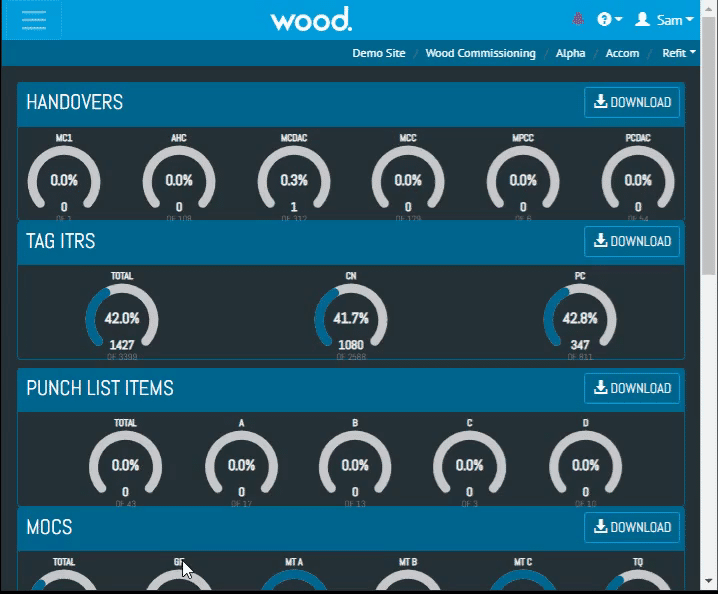 wood.
? Sam
Demo Site / Wood Commissioning / Alpha / Accom / Refit
HANDOVERS DOWNLOAD
MC1 AHC MCDAC MCC MPCC PCDAC
0.0% 0.0% 0.3% 0.0% 0.0% 0.0%
0 0 1 0 0 0
OF 1 OF 108 OF 312 OF 179 OF 6 OF 54
TAG ITRS DOWNLOAD
TOTAL CN PC
42.0% 41.7% 42.8%
1427 1080 347
OF 3399 OF 2588 OF 811
PUNCH LIST ITEMS DOWNLOAD
TOTAL A B C D
0.0% 0.0% 0.0% 0.0% 0.0%
0 0 0 0 0
OF 43 OF 17 OF 13 OF 3 OF 10
MOCS DOWNLOAD
TOTAL MT A MT B MT C TQ